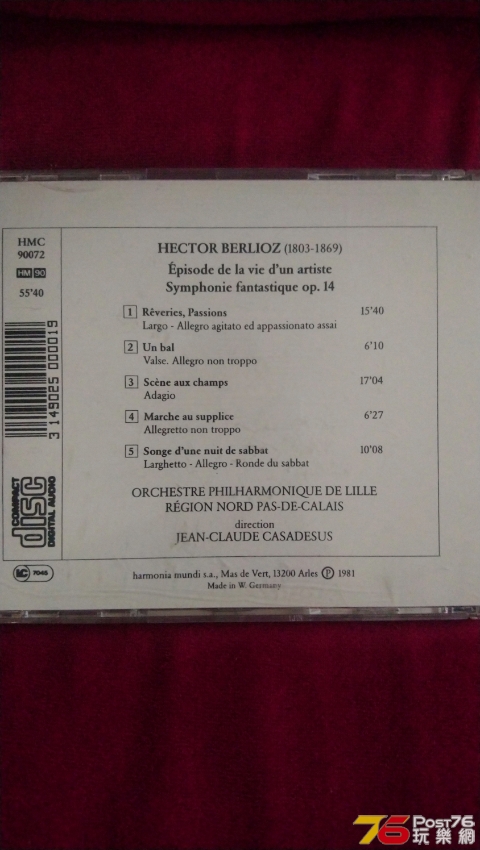 HMC
90072
HM 90
55'40
HECTOR BERLIOZ (1803-1869)
Épisode de la vie d'un artiste
Symphonie fantastique op. 14
1 Rêveries, Passions 15'40
Largo - Allegro agitato ed appassionato assai
2 Un bal 6'10
Valse. Allegro non troppo
3 Scène aux champs 17'04
Adagio
4 Marche au supplice 6'27
Allegretto non troppo
5 Songe d'une nuit de sabbat 10'08
Larghetto - Allegro - Ronde du sabbat
ORCHESTRE PHILHARMONIQUE DE LILLE
RÉGION NORD PAS-DE-CALAIS
direction
JEAN-CLAUDE CASADESUS
3 149025 000019
COMPACT
disc
DIGITAL AUDIO
LC 7045
harmonia mundi s.a., Mas de Vert, 13200 Arles Ⓟ 1981
Made in W. Germany
76 Post76
玩樂網